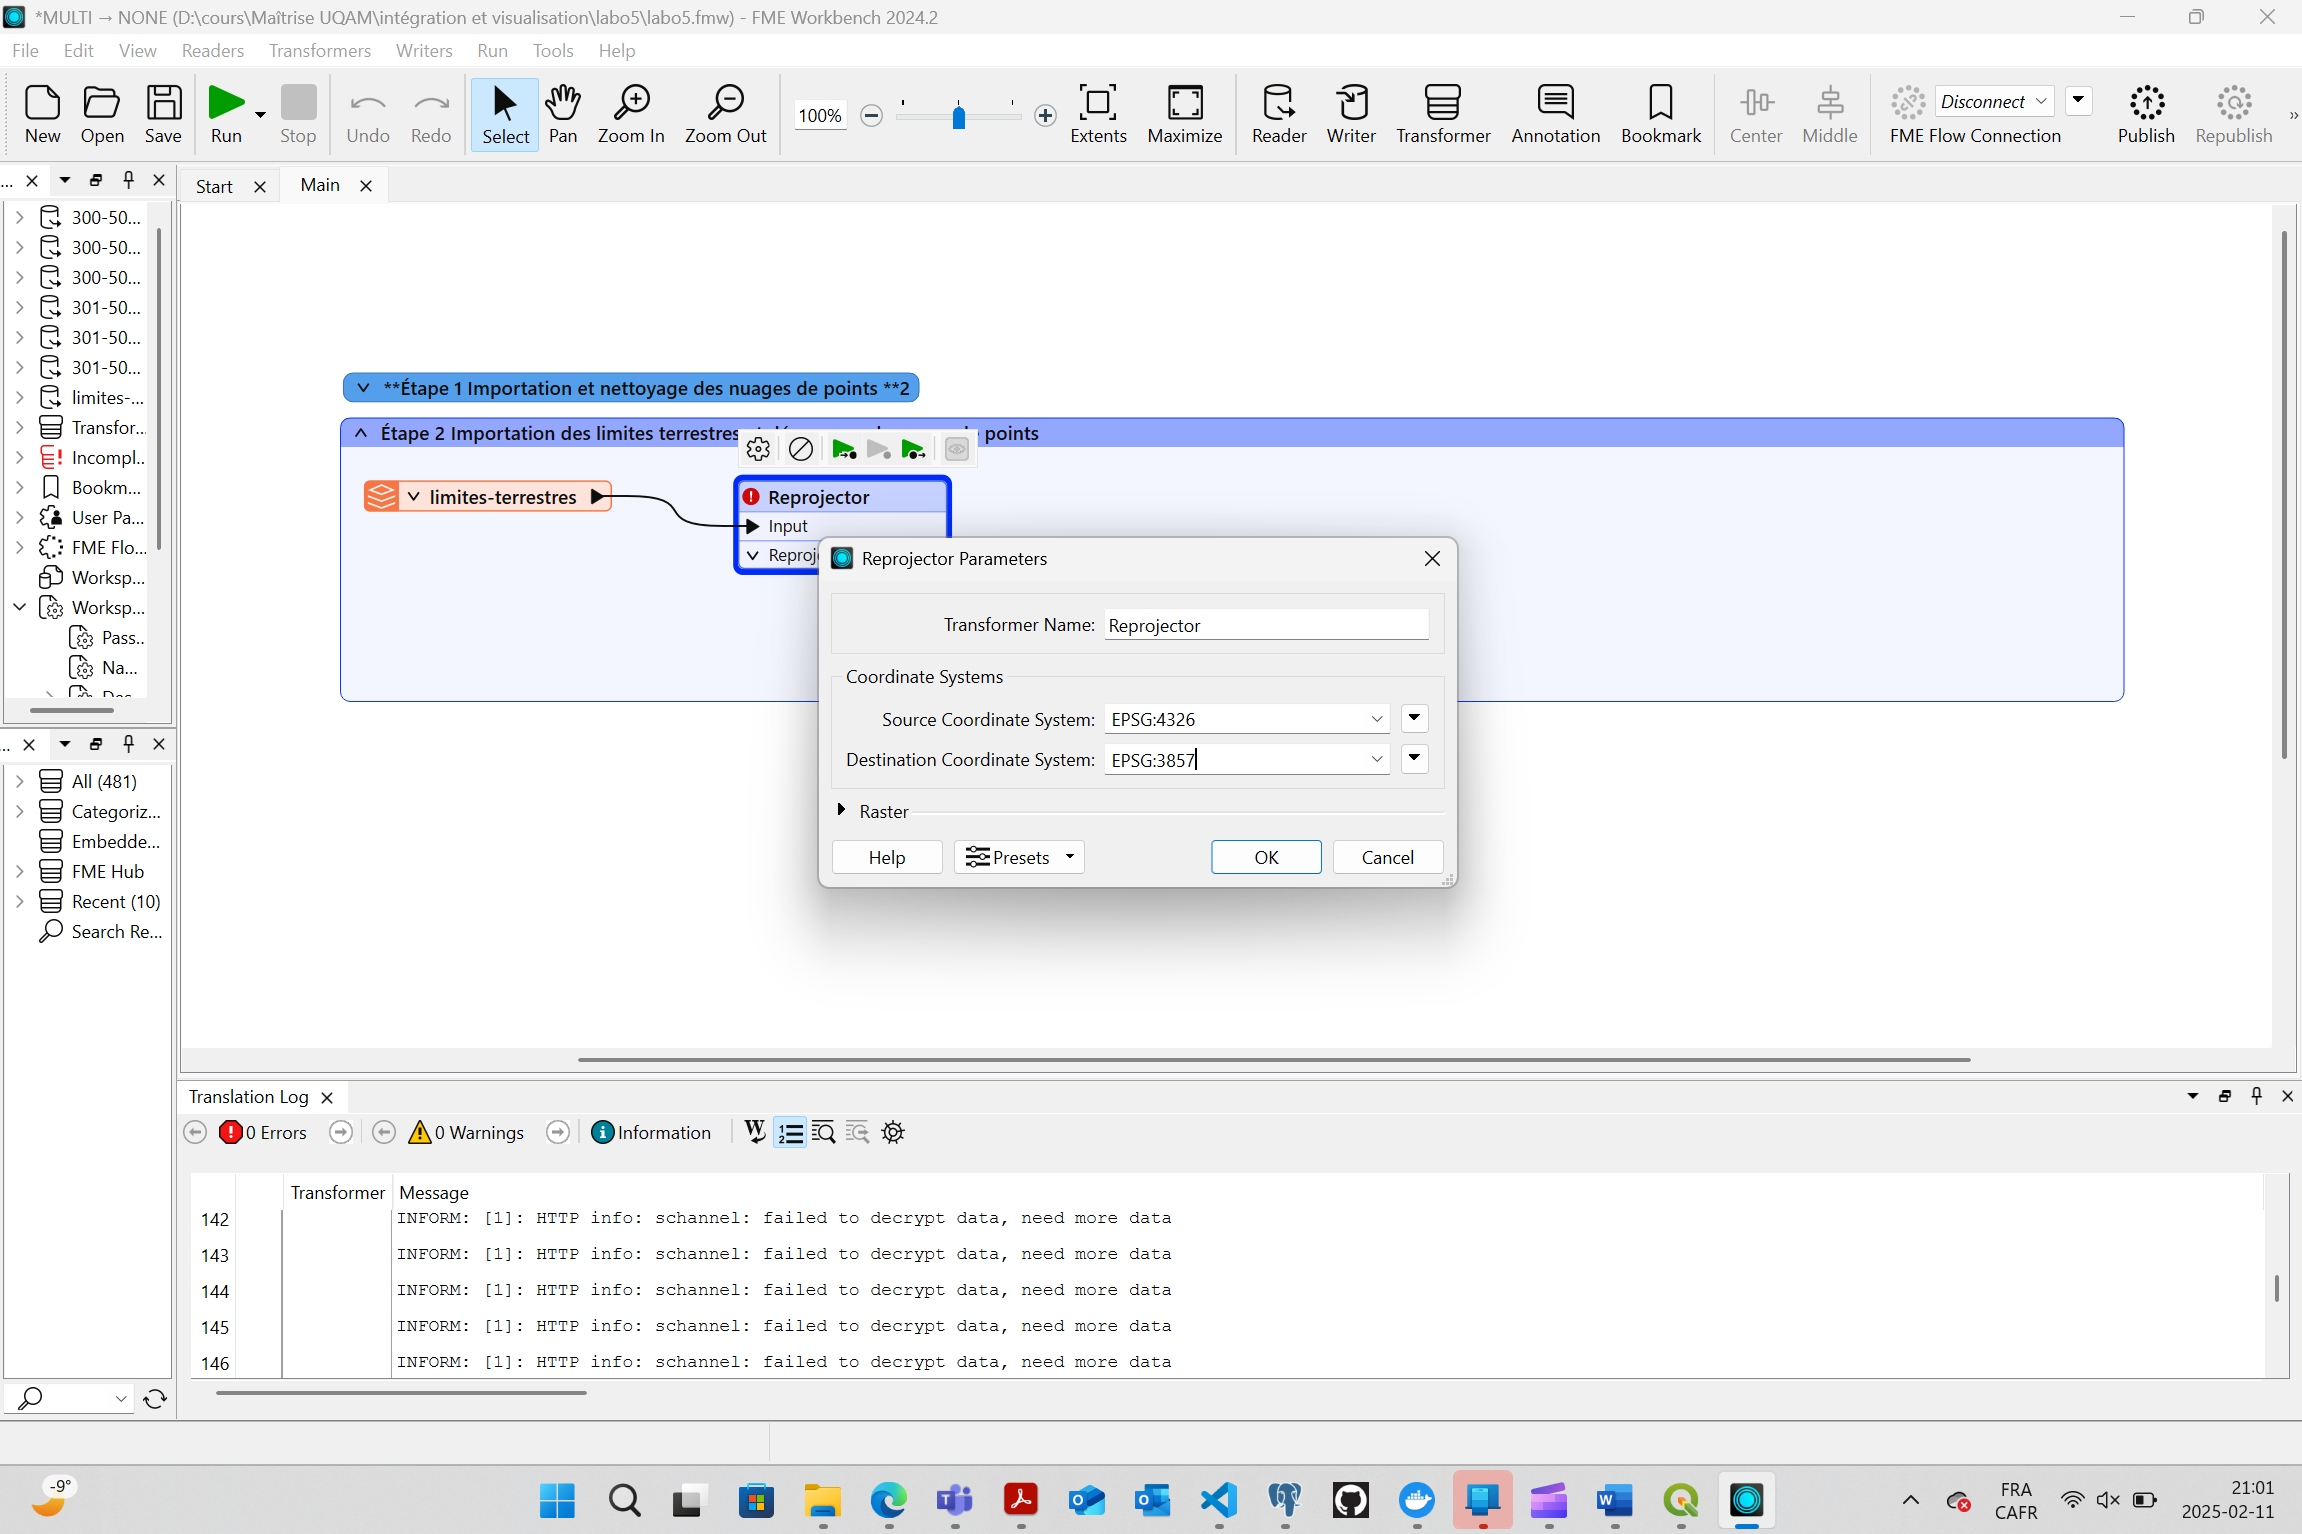 *MULTI → NONE (D:\cours\Maîtrise UQAM\intégration et visualisation\labo5\labo5.fmw) - FME Workbench 2024.2
File Edit View Readers Transformers Writers Run Tools Help
New Open Save Run Stop Undo Redo Select Pan Zoom In Zoom Out 100% Extents Maximize Reader Writer Transformer Annotation Bookmark Center Middle Disconnect FME Flow Connection Publish Republish »
...
Start Main
300-50...
300-50...
300-50...
301-50...
301-50...
301-50...
limites-...
Transfor...
Incompl...
Bookm...
User Pa...
FME Flo...
Worksp...
Worksp...
Pass...
Na...
Des...
**Étape 1 Importation et nettoyage des nuages de points **2
Étape 2 Importation des limites terrestres points
limites-terrestres
Reprojector
Input
Reproj
Reprojector Parameters
Transformer Name: Reprojector
Coordinate Systems
Source Coordinate System: EPSG:4326
Destination Coordinate System: EPSG:3857
Raster
Help Presets OK Cancel
...
All (481)
Categoriz...
Embedde...
FME Hub
Recent (10)
Search Re...
Translation Log
0 Errors 0 Warnings Information
Transformer Message
142 INFORM: [1]: HTTP info: schannel: failed to decrypt data, need more data
143 INFORM: [1]: HTTP info: schannel: failed to decrypt data, need more data
144 INFORM: [1]: HTTP info: schannel: failed to decrypt data, need more data
145 INFORM: [1]: HTTP info: schannel: failed to decrypt data, need more data
146 INFORM: [1]: HTTP info: schannel: failed to decrypt data, need more data
-9°
FRA
CAFR
21:01
2025-02-11